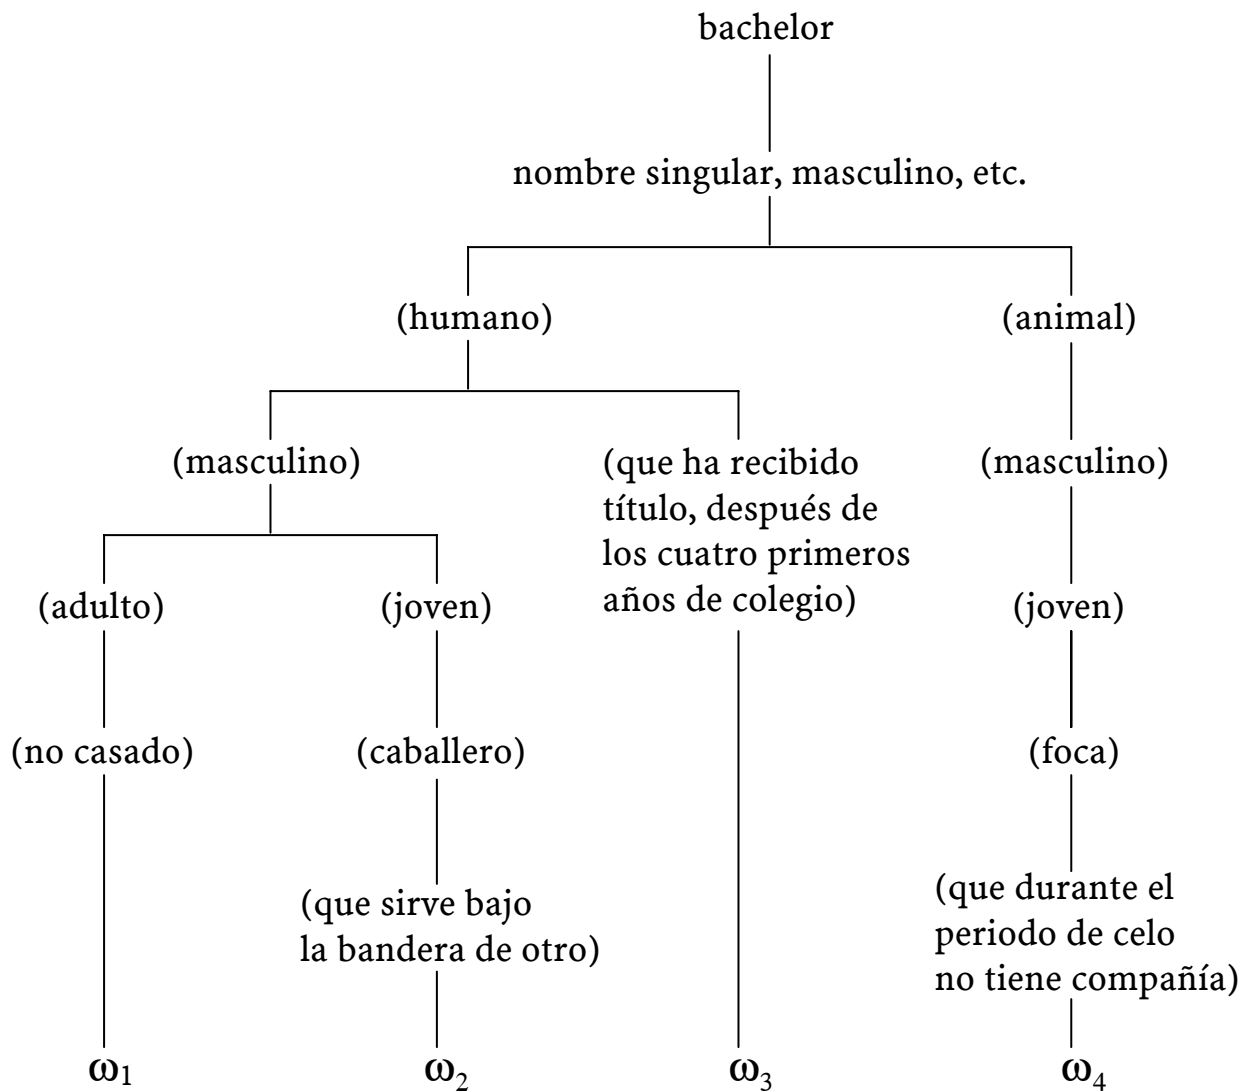 bachelor
nombre singular, masculino, etc.
(humano)
(animal)
(masculino)
(que ha recibido
título, después de
los cuatro primeros
años de colegio)
(masculino)
(adulto)
(joven)
(joven)
(no casado)
(caballero)
(foca)
(que sirve bajo
la bandera de otro)
(que durante el
periodo de celo
no tiene compañía)
ω1
ω2
ω3
ω4